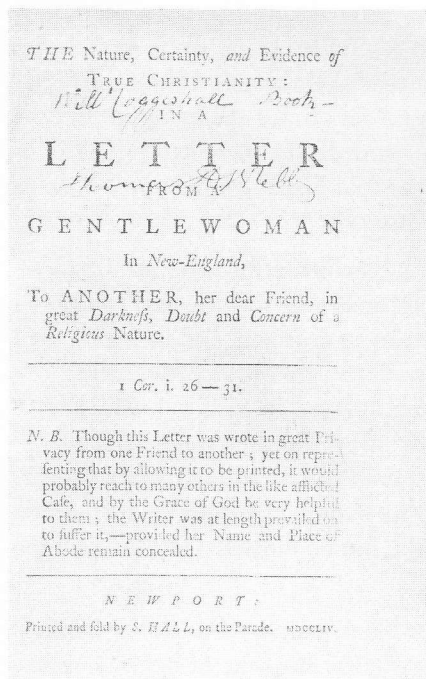 THE Nature, Certainty, and Evidence of
TRUE CHRISTIANITY:
Will Coggeshall Book
IN A
LETTER
Thomas Webb
FROM A
GENTLEWOMAN
In New-England,
To ANOTHER, her dear Friend, in
great Darkneſs, Doubt and Concern of a
Religious Nature.
1 Cor. i. 26—31.
N. B. Though this Letter was wrote in great Pri-
vacy from one Friend to another; yet on repre-
ſenting that by allowing it to be printed, it would
probably reach to many others in the like afflicted
Caſe, and by the Grace of God be very helpful
to them; the Writer was at length prevailed on
to ſuffer it,—provided her Name and Place of
Abode remain concealed.
NEWPORT:
Printed and ſold by S. HALL, on the Parade. MDCCLIV.